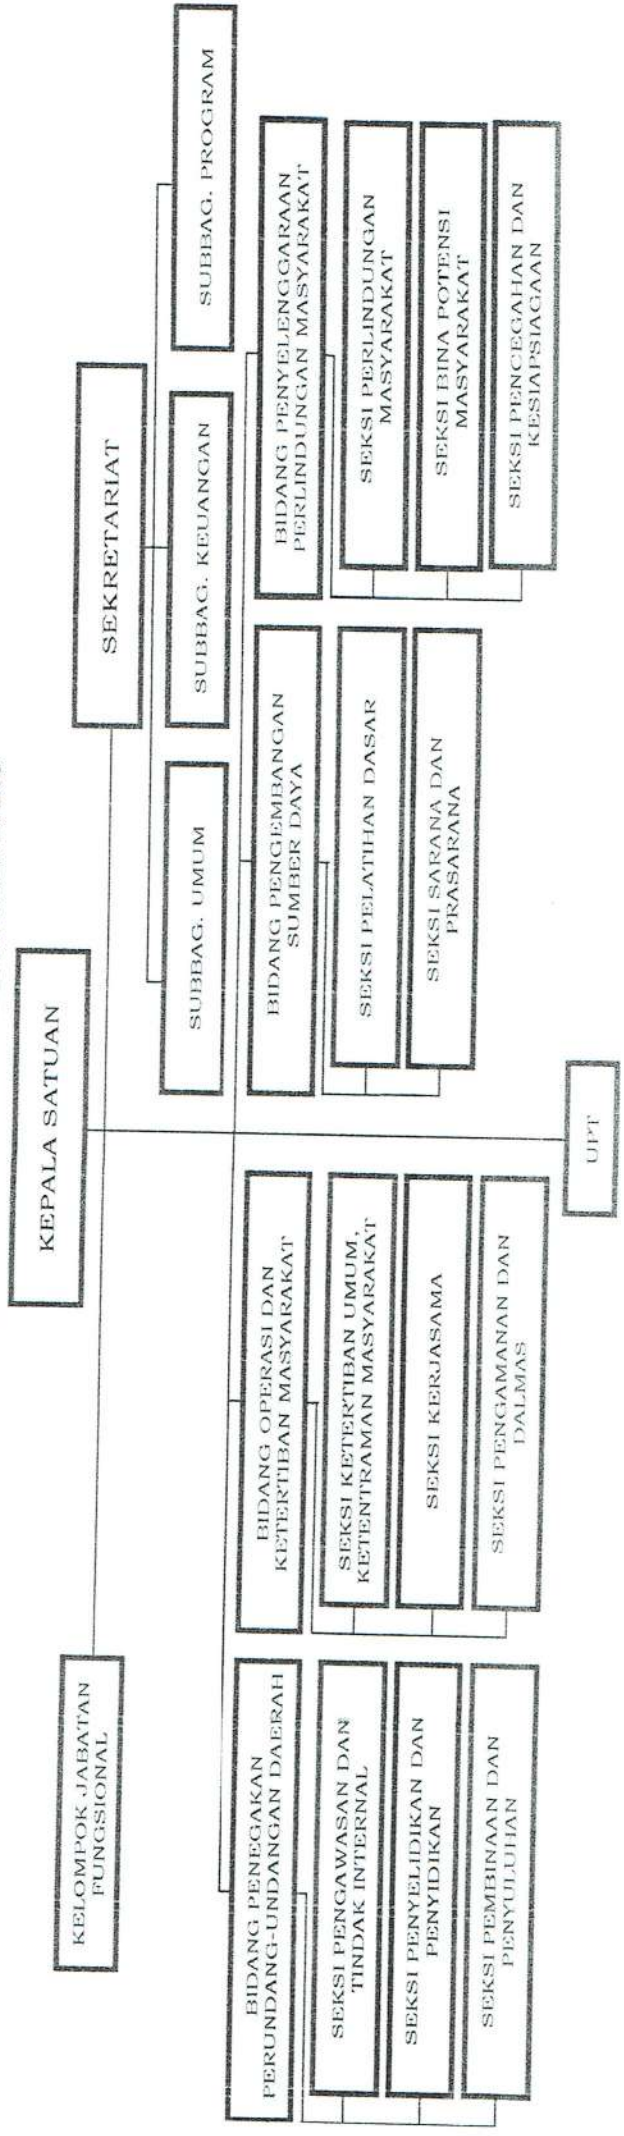 KEPALA SATUAN
KELOMPOK JABATAN
FUNGSIONAL
SEKRETARIAT
SUBBAG. UMUM
SUBBAG. KEUANGAN
SUBBAG. PROGRAM
BIDANG PENEGAKAN
PERUNDANG-UNDANGAN DAERAH
SEKSI PENGAWASAN DAN
TINDAK INTERNAL
SEKSI PENYELIDIKAN DAN
PENYIDIKAN
SEKSI PEMBINAAN DAN
PENYULUHAN
BIDANG OPERASI DAN
KETERTIBAN MASYARAKAT
SEKSI KETERTIBAN UMUM,
KETENTRAMAN MASYARAKAT
SEKSI KERJASAMA
SEKSI PENGAMANAN DAN
DALMAS
BIDANG PENGEMBANGAN
SUMBER DAYA
SEKSI PELATIHAN DASAR
SEKSI SARANA DAN
PRASARANA
BIDANG PENYELENGGARAAN
PERLINDUNGAN MASYARAKAT
SEKSI PERLINDUNGAN
MASYARAKAT
SEKSI BINA POTENSI
MASYARAKAT
SEKSI PENCEGAHAN DAN
KESIAPSIAGAAN
UPT